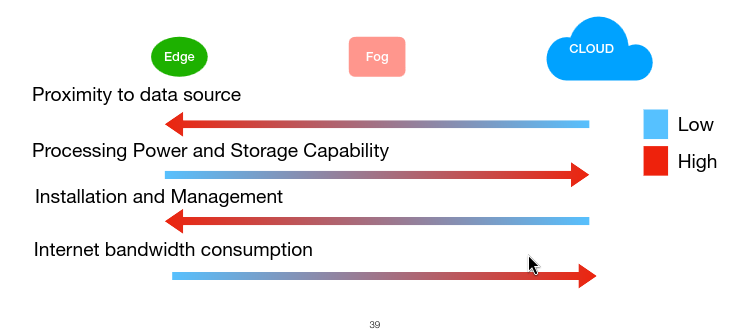 Edge
Fog
CLOUD
Proximity to data source
Low
Processing Power and Storage Capability
High
Installation and Management
Internet bandwidth consumption
39